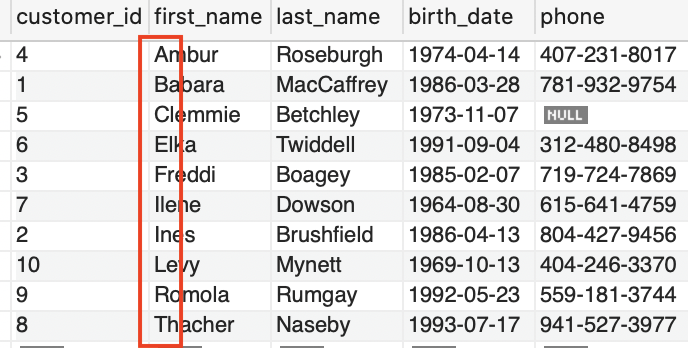 customer_id first_name last_name birth_date phone
4 Ambur Roseburgh 1974-04-14 407-231-8017
1 Babara MacCaffrey 1986-03-28 781-932-9754
5 Clemmie Betchley 1973-11-07 NULL
6 Elka Twiddell 1991-09-04 312-480-8498
3 Freddi Boagey 1985-02-07 719-724-7869
7 Ilene Dowson 1964-08-30 615-641-4759
2 Ines Brushfield 1986-04-13 804-427-9456
10 Levy Mynett 1969-10-13 404-246-3370
9 Romola Rumgay 1992-05-23 559-181-3744
8 Thacher Naseby 1993-07-17 941-527-3977